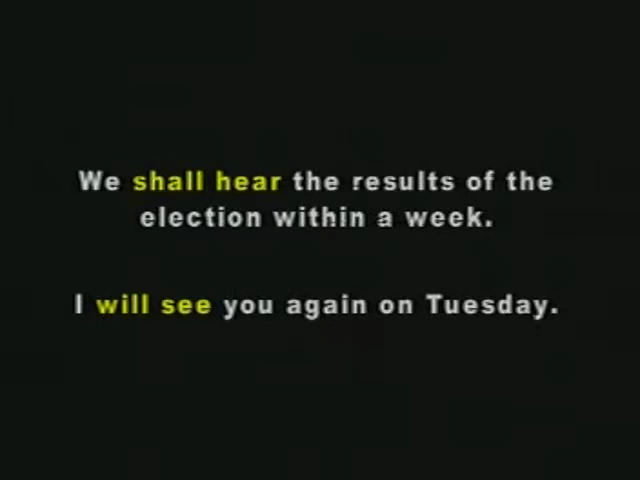 We shall hear the results of the
election within a week.
I will see you again on Tuesday.